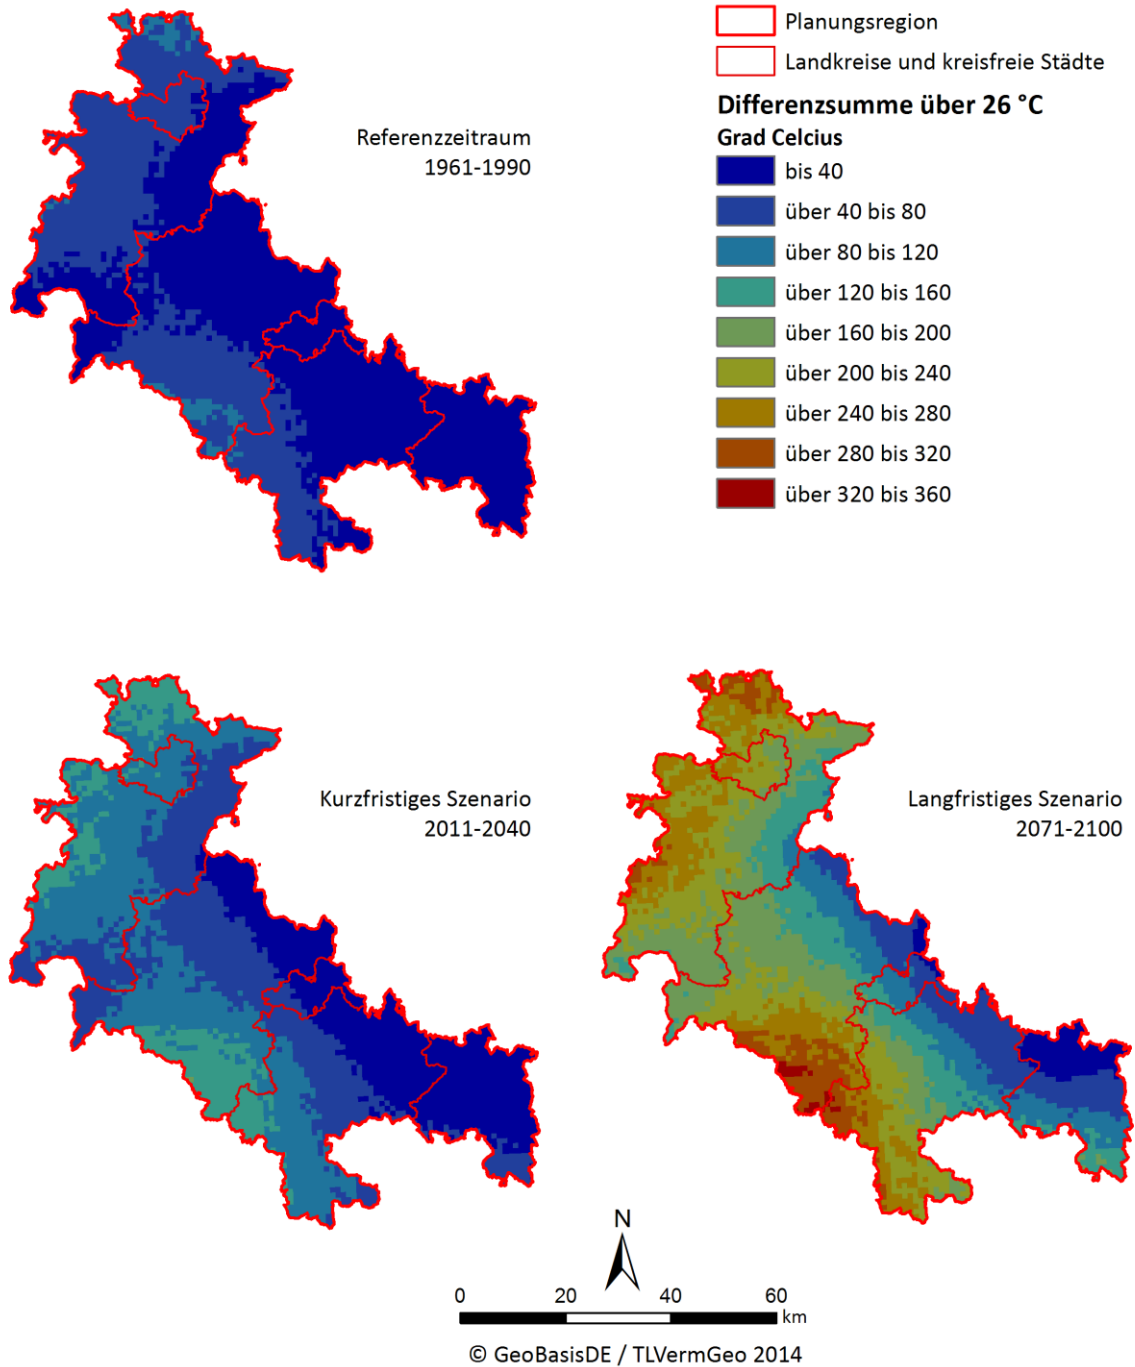 Planungsregion
Landkreise und kreisfreie Städte
Differenzsumme über 26 °C
Grad Celcius
bis 40
über 40 bis 80
über 80 bis 120
über 120 bis 160
über 160 bis 200
über 200 bis 240
über 240 bis 280
über 280 bis 320
über 320 bis 360
Referenzzeitraum
1961-1990
Kurzfristiges Szenario
2011-2040
Langfristiges Szenario
2071-2100
N
0 20 40 60
km
© GeoBasisDE / TLVermGeo 2014